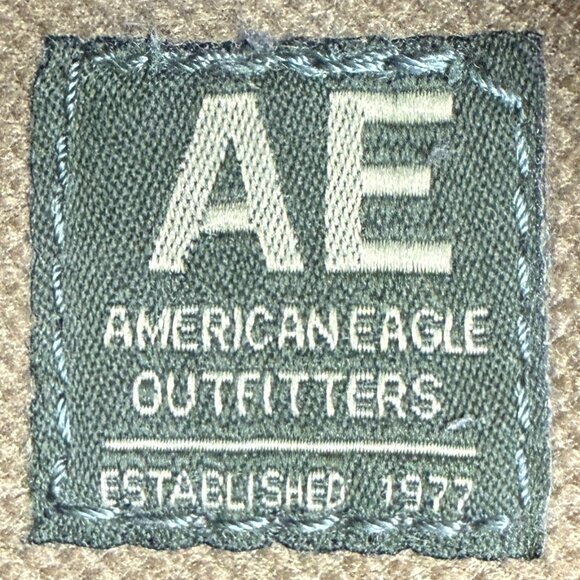 AE
AMERICAN EAGLE
OUTFITTERS
ESTABLISHED 1977